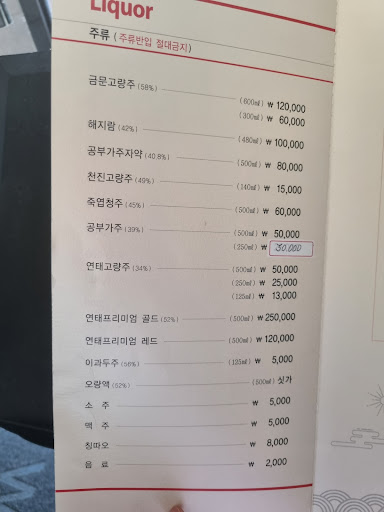 Liquor
주류 ( 주류반입 절대금지)
금문고량주 (58%) (600㎖) ₩ 120,000
(300㎖) ₩ 60,000
해지람 (42%) (480㎖) ₩ 100,000
공부가주자약 (40.8%) (500㎖) ₩ 80,000
천진고량주 (49%) (140㎖) ₩ 15,000
죽엽청주 (45%) (500㎖) ₩ 60,000
공부가주 (39%) (500㎖) ₩ 50,000
(250㎖) ₩ 30.000
연태고량주 (34%) (500㎖) ₩ 50,000
(250㎖) ₩ 25,000
(125㎖) ₩ 13,000
연태프리미엄 골드 (52%) (500㎖) ₩ 250,000
연태프리미엄 레드 (500㎖) ₩ 120,000
이과두주 (56%) (125㎖) ₩ 5,000
오량액 (52%) (500㎖) 싯가
소 주 ₩ 5,000
맥 주 ₩ 5,000
칭따오 ₩ 8,000
음 료 ₩ 2,000